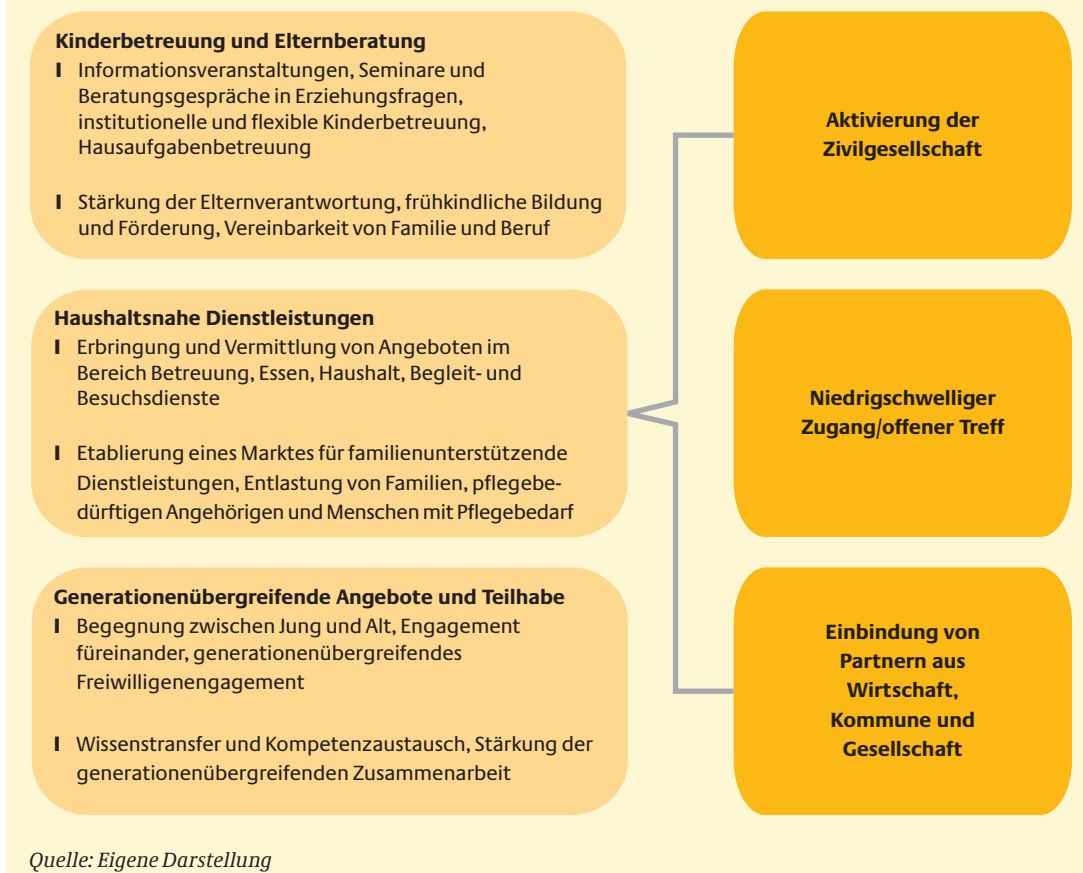 Kinderbetreuung und Elternberatung
I Informationsveranstaltungen, Seminare und
Beratungsgespräche in Erziehungsfragen,
institutionelle und flexible Kinderbetreuung,
Hausaufgabenbetreuung
I Stärkung der Elternverantwortung, frühkindliche Bildung
und Förderung, Vereinbarkeit von Familie und Beruf
Haushaltsnahe Dienstleistungen
I Erbringung und Vermittlung von Angeboten im
Bereich Betreuung, Essen, Haushalt, Begleit- und
Besuchsdienste
I Etablierung eines Marktes für familienunterstützende
Dienstleistungen, Entlastung von Familien, pflegebe-
dürftigen Angehörigen und Menschen mit Pflegebedarf
Generationenübergreifende Angebote und Teilhabe
I Begegnung zwischen Jung und Alt, Engagement
füreinander, generationenübergreifendes
Freiwilligenengagement
I Wissenstransfer und Kompetenzaustausch, Stärkung der
generationenübergreifenden Zusammenarbeit
Aktivierung der
Zivilgesellschaft
Niedrigschwelliger
Zugang/offener Treff
Einbindung von
Partnern aus
Wirtschaft,
Kommune und
Gesellschaft
Quelle: Eigene Darstellung